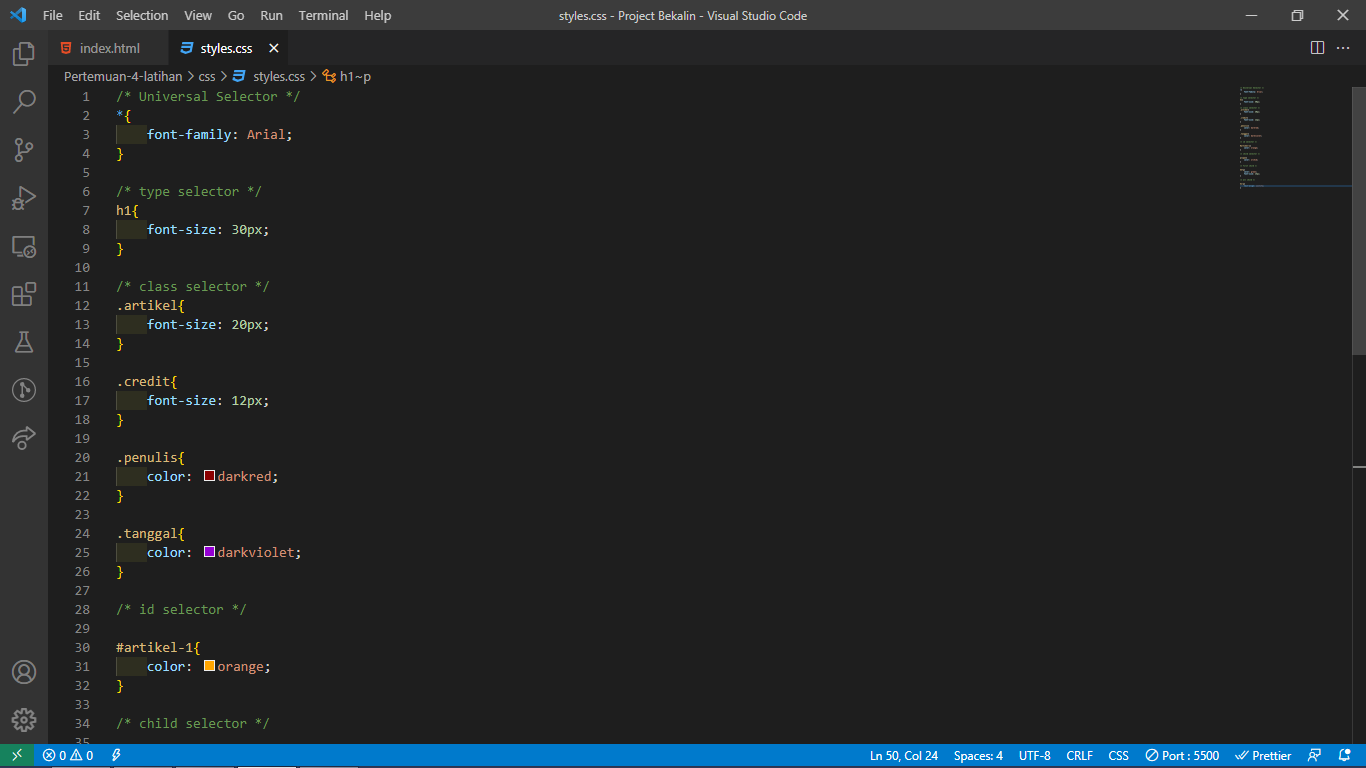 File Edit Selection View Go Run Terminal Help styles.css - Project Bekalin - Visual Studio Code
index.html styles.css
Pertemuan-4-latihan > css > styles.css > h1~p
1 /* Universal Selector */
2 *{
3 font-family: Arial;
4 }
5
6 /* type selector */
7 h1{
8 font-size: 30px;
9 }
10
11 /* class selector */
12 .artikel{
13 font-size: 20px;
14 }
15
16 .credit{
17 font-size: 12px;
18 }
19
20 .penulis{
21 color: darkred;
22 }
23
24 .tanggal{
25 color: darkviolet;
26 }
27
28 /* id selector */
29
30 #artikel-1{
31 color: orange;
32 }
33
34 /* child selector */
35
0 0 Ln 50, Col 24 Spaces: 4 UTF-8 CRLF CSS Port : 5500 Prettier